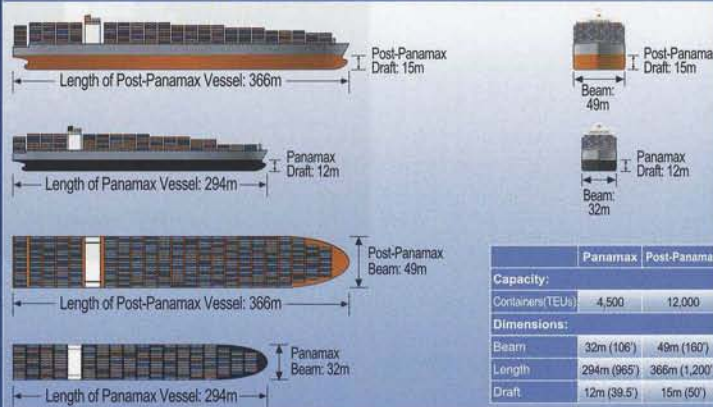 Post-Panamax
Draft: 15m
Length of Post-Panamax Vessel: 366m
Post-Panama
Draft: 15m
Beam:
49m
Panamax
Draft: 12m
Length of Panamax Vessel: 294m
Panamax
Draft: 12m
Beam:
32m
Post-Panamax
Beam: 49m
Length of Post-Panamax Vessel: 366m
Panamax
Beam: 32m
Length of Panamax Vessel: 294m
Panamax Post-Panama
Capacity:
Containers(TEUs) 4,500 12,000
Dimensions:
Beam 32m (106') 49m (160')
Length 294m (965') 366m (1,200')
Draft 12m (39.5') 15m (50')